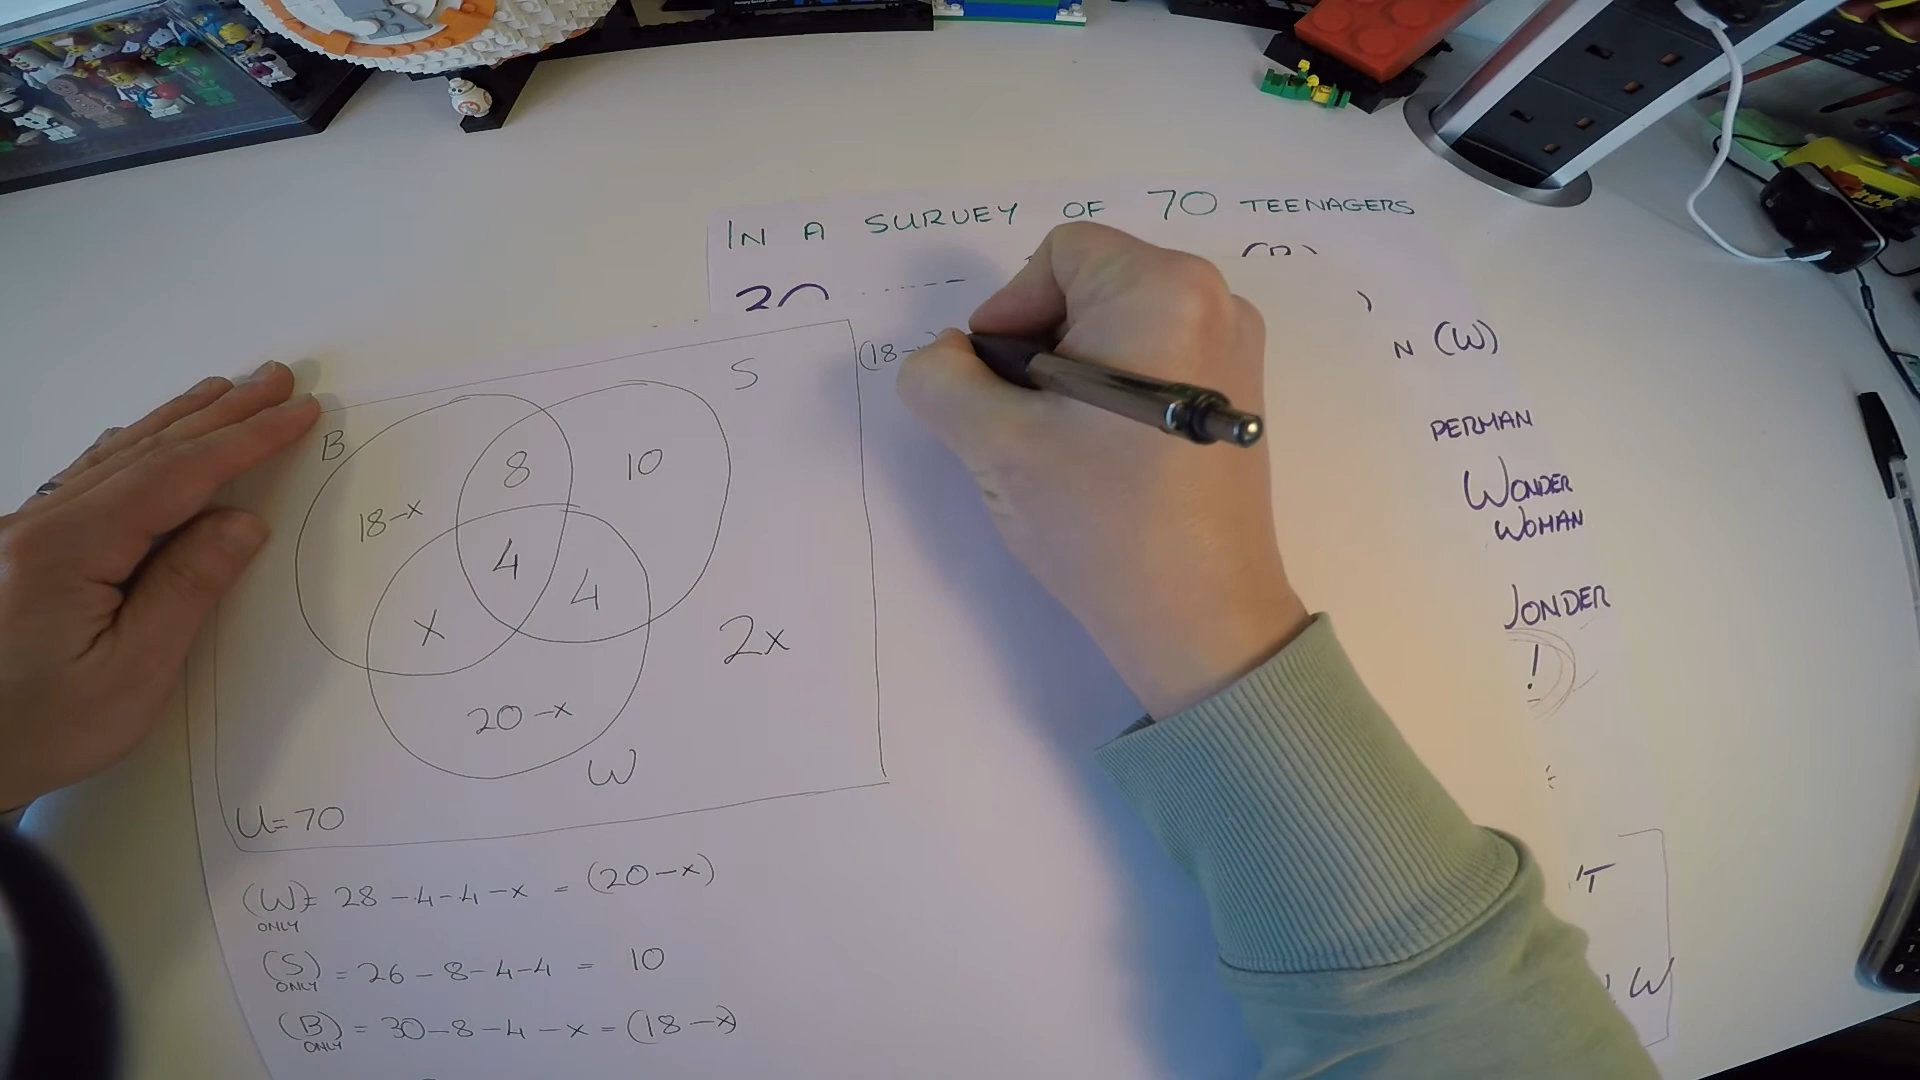 IN A SURVEY OF 70 TEENAGERS
N (W)
PERMAN
WONDER
WOMAN
JONDER
!
W
(18-
S
B
8
10
18-x
4
4
x
2x
20-x
W
U=70
(W) = 28-4-4-x = (20-x)
ONLY
(S) = 26-8-4-4 = 10
ONLY
(B) = 30-8-4-x = (18-x)
ONLY